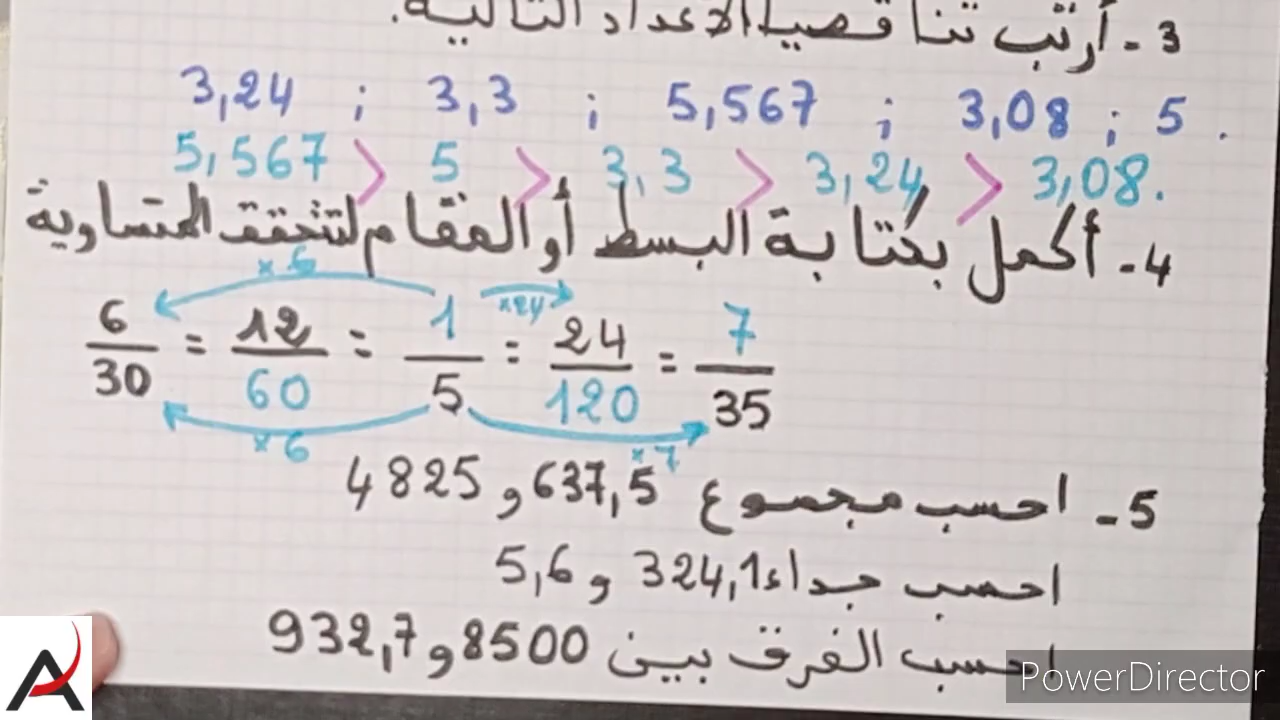 3 - أرتب تناقصيا الأعداد التالية.
3,24 ; 3,3 ; 5,567 ; 3,08 ; 5 .
5,567 > 5 > 3,3 > 3,24 > 3,08.
4 - أكمل بكتابة البسط أو المقام لتتحقق المتساوية
×6 ×24
6/30 = 12/60 = 1/5 = 24/120 = 7/35
×6 ×7
5 - احسب مجموع 637,5 و 4825
احسب جداء 324,1 و 5,6
احسب الفرق بين 8500 و 932,7
PowerDirector